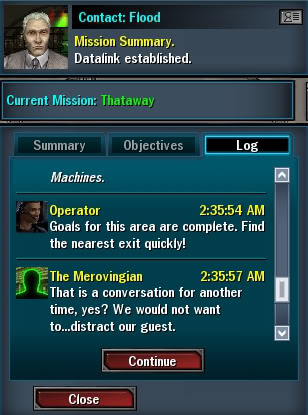 Contact: Flood
Mission Summary.
Datalink established.
Current Mission: Thataway
Summary
Objectives
Log
Machines.
Operator 2:35:54 AM
Goals for this area are complete. Find
the nearest exit quickly!
The Merovingian 2:35:57 AM
That is a conversation for another
time, yes? We would not want
to...distract our guest.
Continue
Close